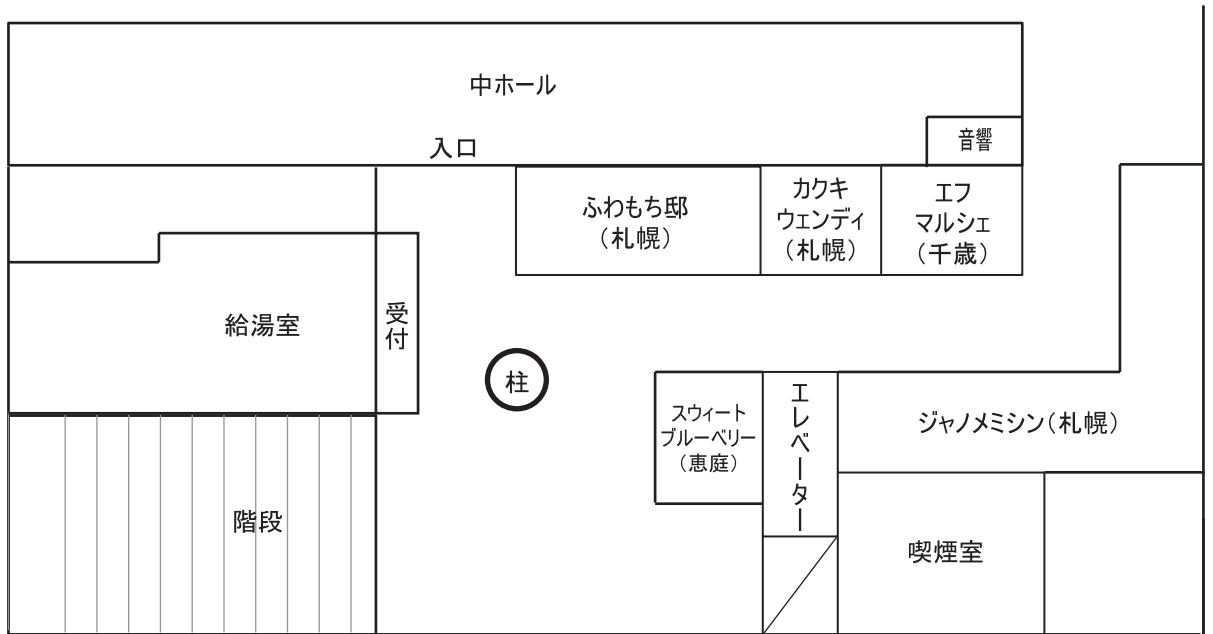 中ホール
入口
音響
ふわもち邸
（札幌）
カクキ
ウェンディ
（札幌）
エフ
マルシェ
（千歳）
給湯室
受付
柱
スウィート
ブルーベリー
（恵庭）
エレベーター
ジャノメミシン（札幌）
階段
喫煙室